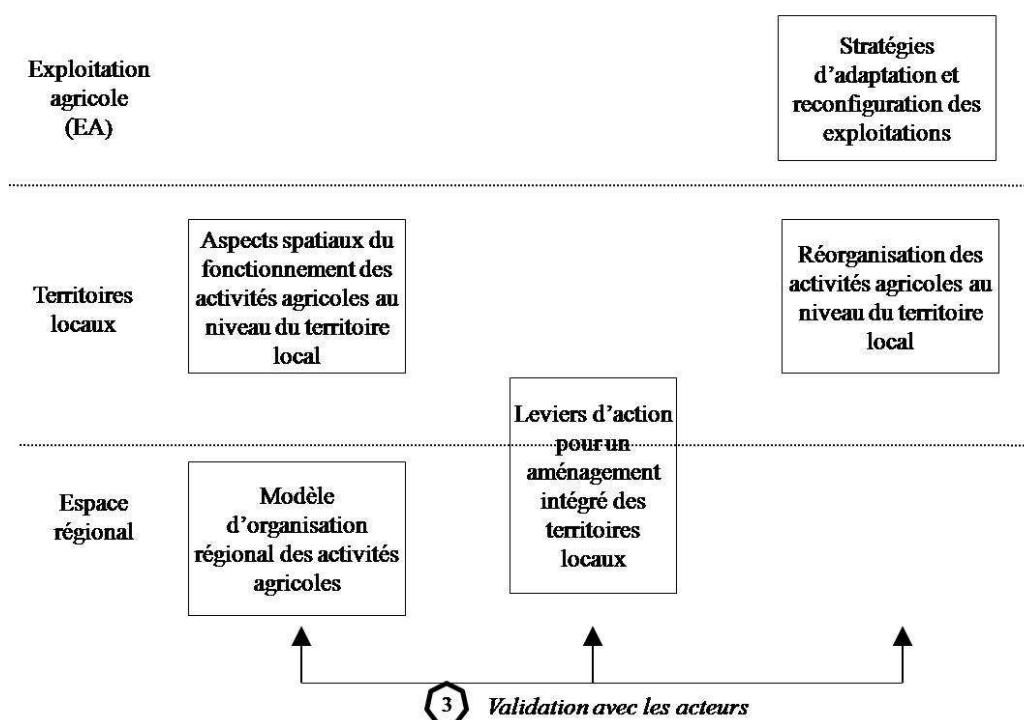 Exploitation
agricole
(EA)
Stratégies
d'adaptation et
reconfiguration des
exploitations
Territoires
locaux
Aspects spatiaux du
fonctionnement des
activités agricoles au
niveau du territoire
local
Réorganisation des
activités agricoles au
niveau du territoire
local
Leviers d'action
pour un
aménagement
intégré des
territoires
locaux
Espace
régional
Modèle
d'organisation
régional des activités
agricoles
3 Validation avec les acteurs